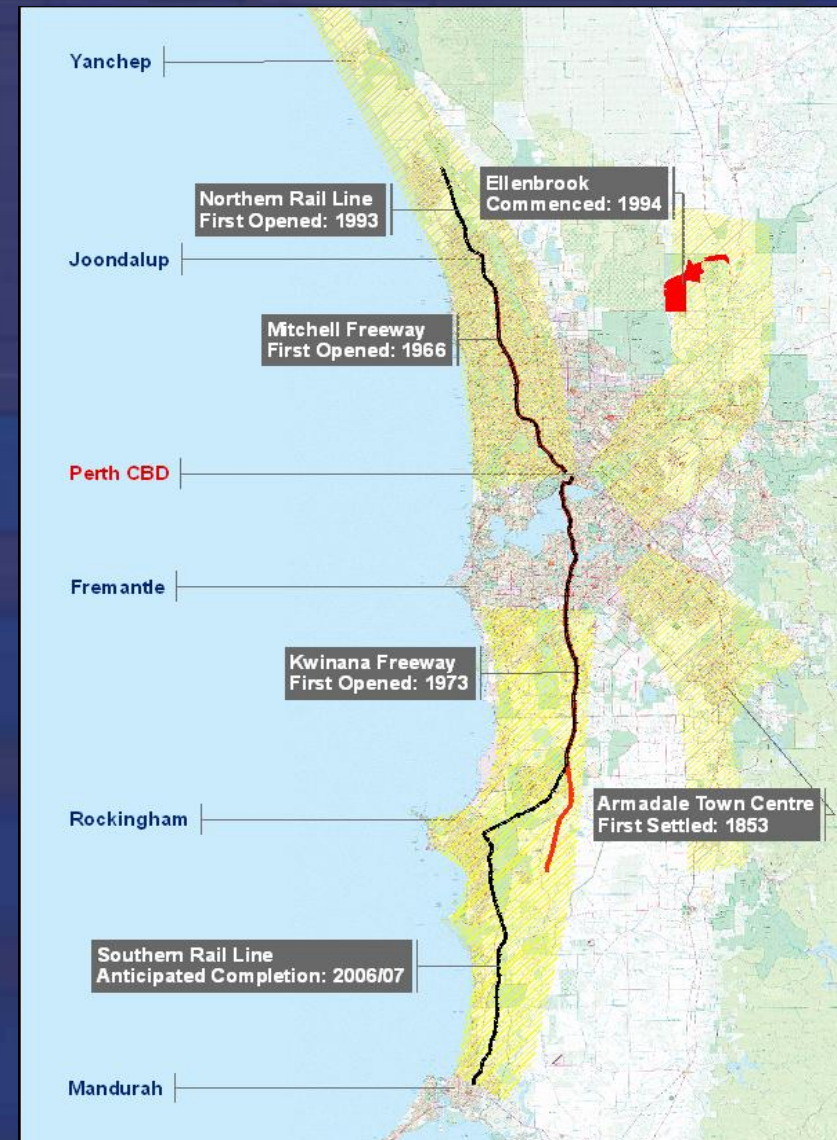 Yanchep
Northern Rail Line
First Opened: 1993
Ellenbrook
Commenced: 1994
Joondalup
Mitchell Freeway
First Opened: 1966
Perth CBD
Fremantle
Kwinana Freeway
First Opened: 1973
Rockingham
Armadale Town Centre
First Settled: 1853
Southern Rail Line
Anticipated Completion: 2006/07
Mandurah